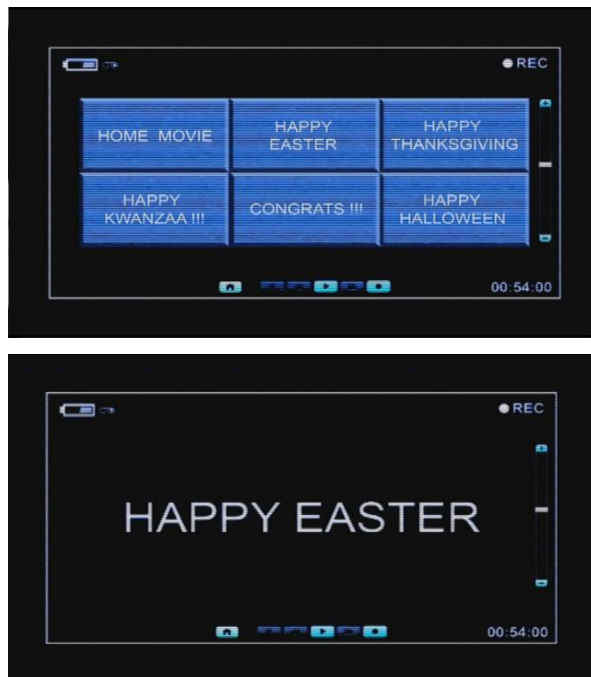 REC
HOME MOVIE
HAPPY
EASTER
HAPPY
THANKSGIVING
HAPPY
KWANZAA !!!
CONGRATS !!!
HAPPY
HALLOWEEN
00:54:00
REC
HAPPY EASTER
00:54:00